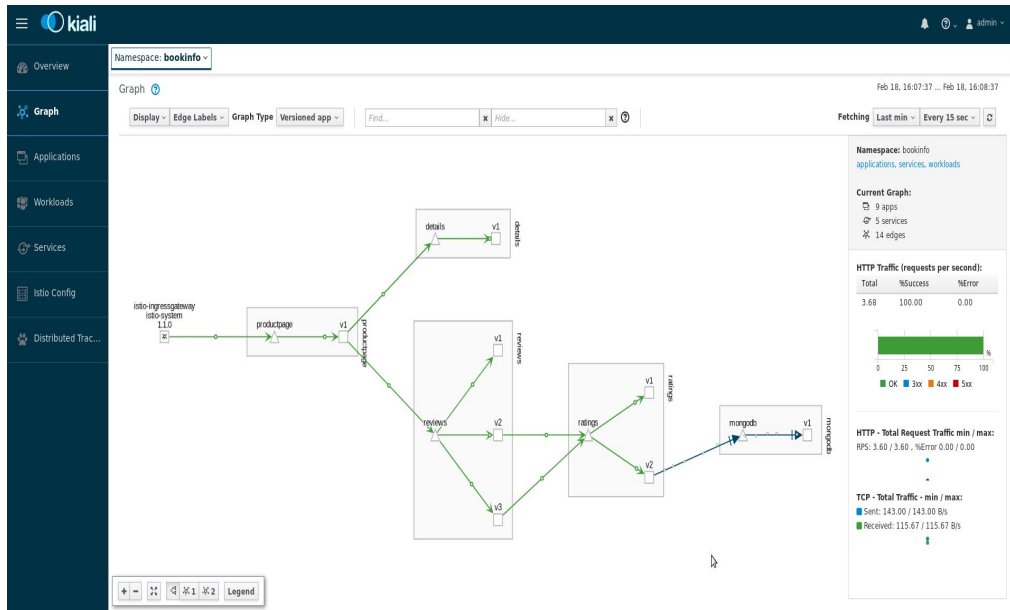 kiali
admin
Namespace: bookinfo
Overview
Graph
Applications
Workloads
Services
Istio Config
Distributed Trac...
Graph
Feb 18, 16:07:37 ... Feb 18, 16:08:37
Display
Edge Labels
Graph Type
Versioned app
Find...
x
Hide...
x
Fetching
Last min
Every 15 sec
istio-ingressgateway
istio-system
1.1.0
productpage
v1
productpage
details
v1
details
reviews
v1
v2
v3
reviews
ratings
v1
v2
ratings
mongodb
v1
mongodb
Namespace: bookinfo
applications, services, workloads
Current Graph:
9 apps
5 services
14 edges
HTTP Traffic (requests per second):
Total %Success %Error
3.68 100.00 0.00
%
0 25 50 75 100
OK 3xx 4xx 5xx
HTTP - Total Request Traffic min / max:
RPS: 3.60 / 3.60 , %Error 0.00 / 0.00
TCP - Total Traffic - min / max:
Sent: 143.00 / 143.00 B/s
Received: 115.67 / 115.67 B/s
+ -
1
2
Legend